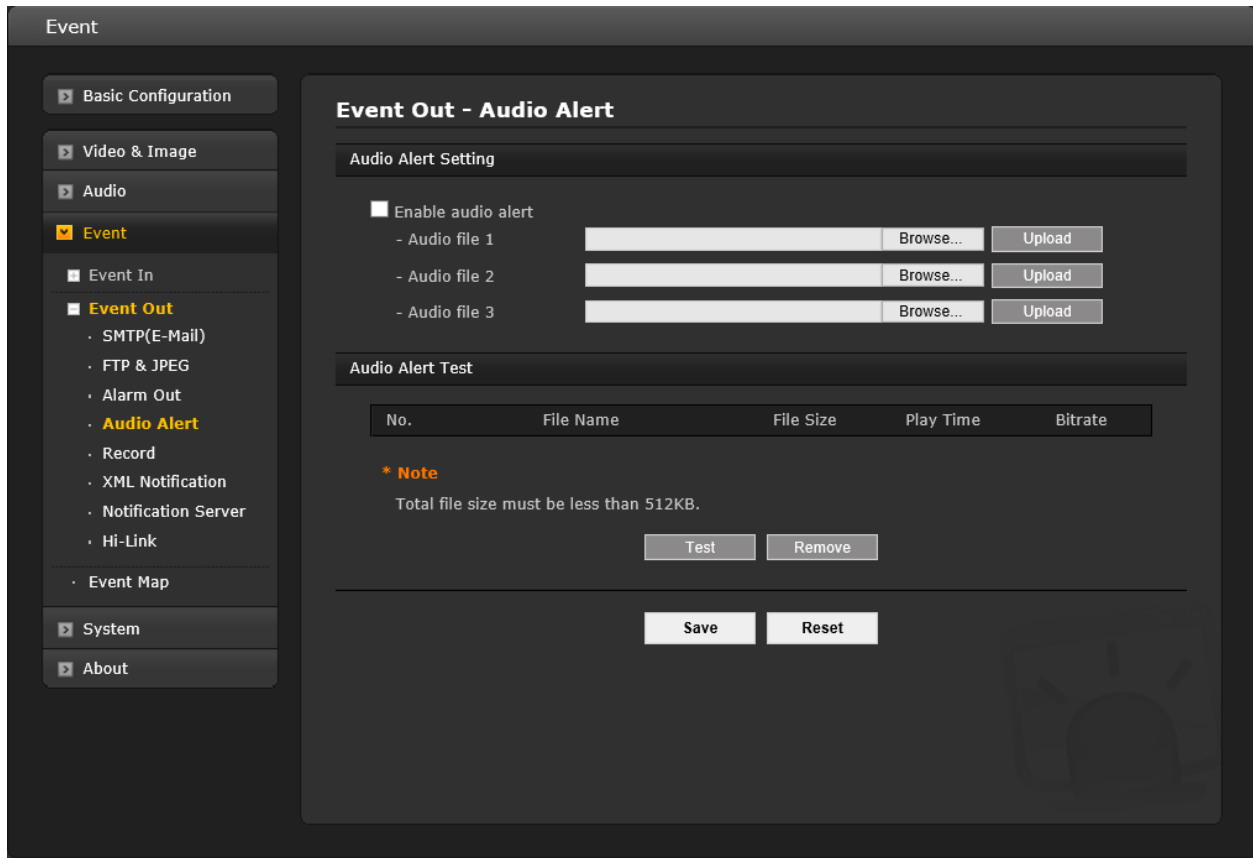 Event
Basic Configuration
Video & Image
Audio
Event
Event In
Event Out
· SMTP(E-Mail)
· FTP & JPEG
· Alarm Out
· Audio Alert
· Record
· XML Notification
· Notification Server
· Hi-Link
· Event Map
System
About
Event Out - Audio Alert
Audio Alert Setting
Enable audio alert
- Audio file 1 Browse... Upload
- Audio file 2 Browse... Upload
- Audio file 3 Browse... Upload
Audio Alert Test
No. File Name File Size Play Time Bitrate
* Note
Total file size must be less than 512KB.
Test Remove
Save Reset